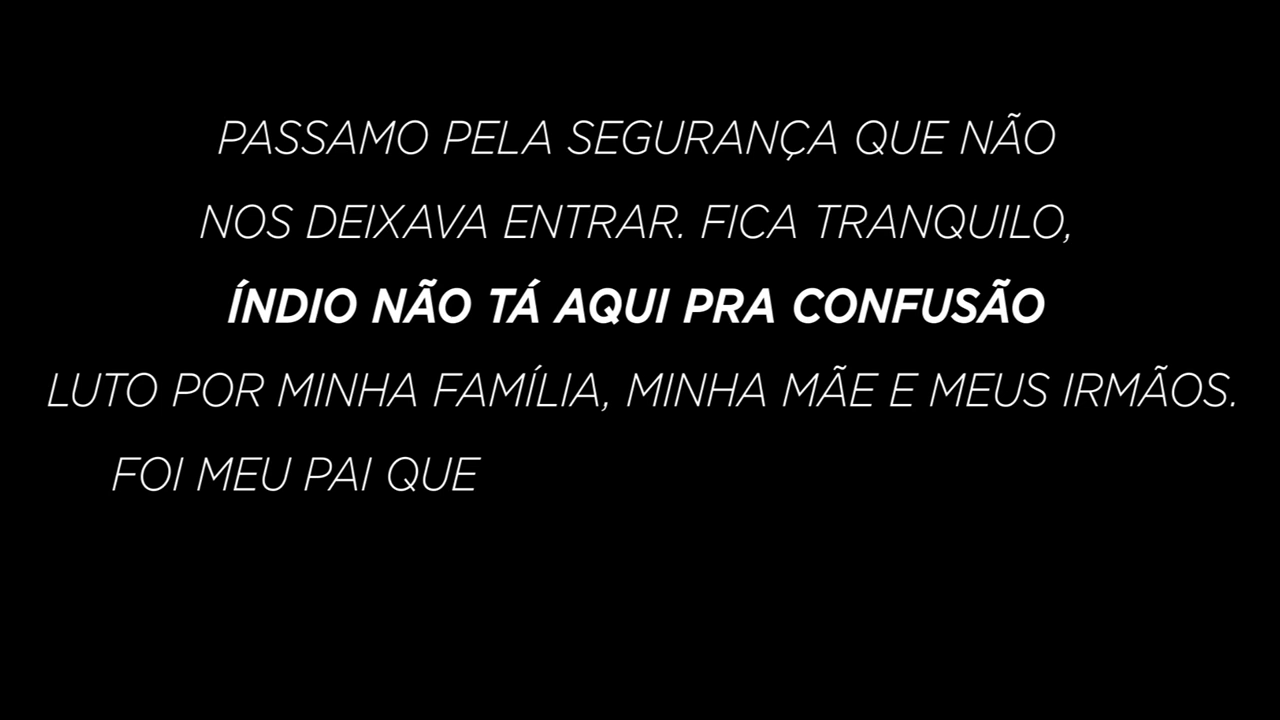 PASSAMO PELA SEGURANÇA QUE NÃO
NOS DEIXAVA ENTRAR. FICA TRANQUILO,
ÍNDIO NÃO TÁ AQUI PRA CONFUSÃO
LUTO POR MINHA FAMÍLIA, MINHA MÃE E MEUS IRMÃOS.
FOI MEU PAI QUE